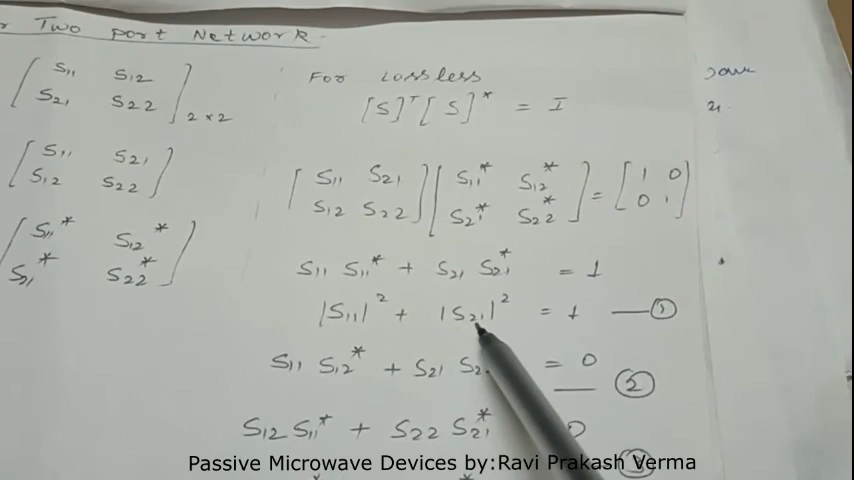 r Two port Network
[S11 S12
S21 S22]2×2
[S11 S21
S12 S22]
[S11* S12*
S21* S22*]
For Lossless
[S]ᵀ[S]* = I
[S11 S21
S12 S22][S11* S12*
S21* S22*] = [1 0
0 1]
S11 S11* + S21 S21* = 1
|S11|² + |S21|² = 1 —①
S11 S12* + S21 S2 = 0 —②
S12 S11* + S22 S21* 0
Passive Microwave Devices by:Ravi Prakash Verma